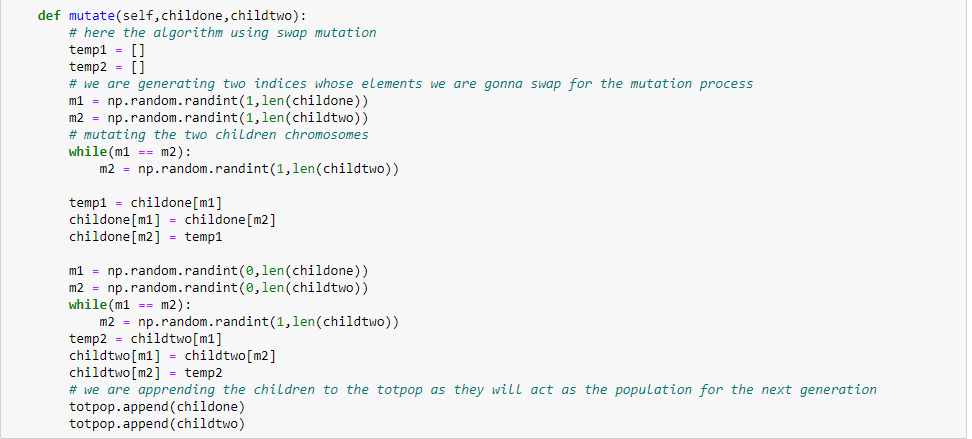 def mutate(self,childone,childtwo):
# here the algorithm using swap mutation
temp1 = []
temp2 = []
# we are generating two indices whose elements we are gonna swap for the mutation process
m1 = np.random.randint(1,len(childone))
m2 = np.random.randint(1,len(childtwo))
# mutating the two children chromosomes
while(m1 == m2):
m2 = np.random.randint(1,len(childtwo))
temp1 = childone[m1]
childone[m1] = childone[m2]
childone[m2] = temp1
m1 = np.random.randint(0,len(childone))
m2 = np.random.randint(0,len(childtwo))
while(m1 == m2):
m2 = np.random.randint(1,len(childtwo))
temp2 = childtwo[m1]
childtwo[m1] = childtwo[m2]
childtwo[m2] = temp2
# we are apprending the children to the totpop as they will act as the population for the next generation
totpop.append(childone)
totpop.append(childtwo)